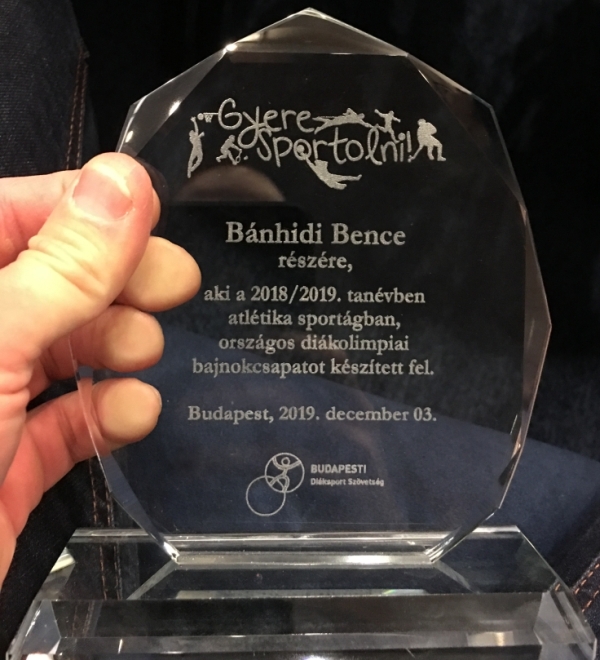 Gyere
Sportolni!
Bánhidi Bence
részére,
aki a 2018/2019. tanévben
atlétika sportágban,
országos diákolimpiai
bajnokcsapatot készített fel.
Budapest, 2019. december 03.
BUDAPESTI
Diáksport Szövetség